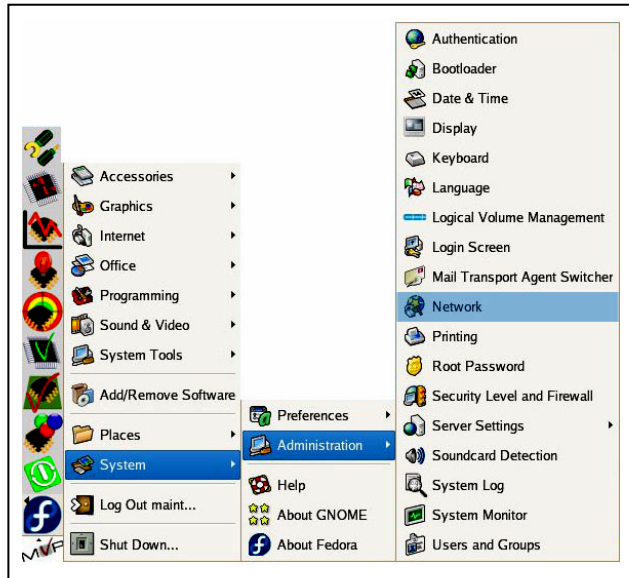 Accessories
Graphics
Internet
Office
Programming
Sound & Video
System Tools
Add/Remove Software
Places
System
Log Out maint...
Shut Down...
MVP
Preferences
Administration
Help
About GNOME
About Fedora
Authentication
Bootloader
Date & Time
Display
Keyboard
Language
Logical Volume Management
Login Screen
Mail Transport Agent Switcher
Network
Printing
Root Password
Security Level and Firewall
Server Settings
Soundcard Detection
System Log
System Monitor
Users and Groups